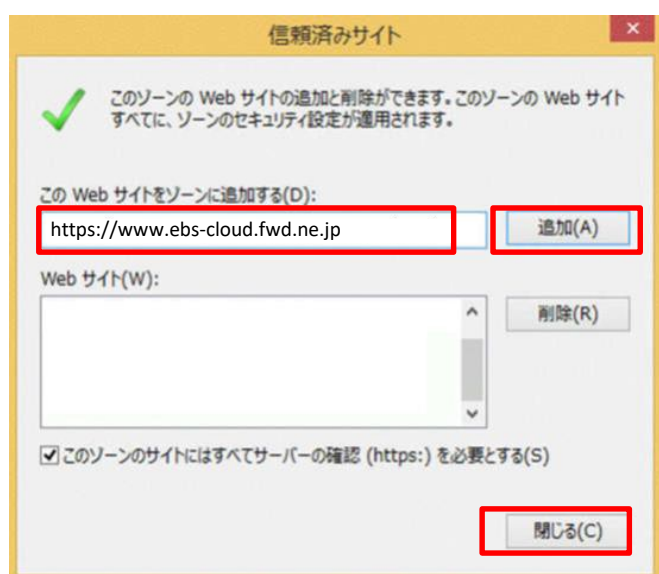 信頼済みサイト
このゾーンの Web サイトの追加と削除ができます。このゾーンの Web サイト
すべてに、ゾーンのセキュリティ設定が適用されます。
この Web サイトをゾーンに追加する(D):
https://www.ebs-cloud.fwd.ne.jp
追加(A)
Web サイト(W):
削除(R)
このゾーンのサイトにはすべてサーバーの確認 (https:) を必要とする(S)
閉じる(C)